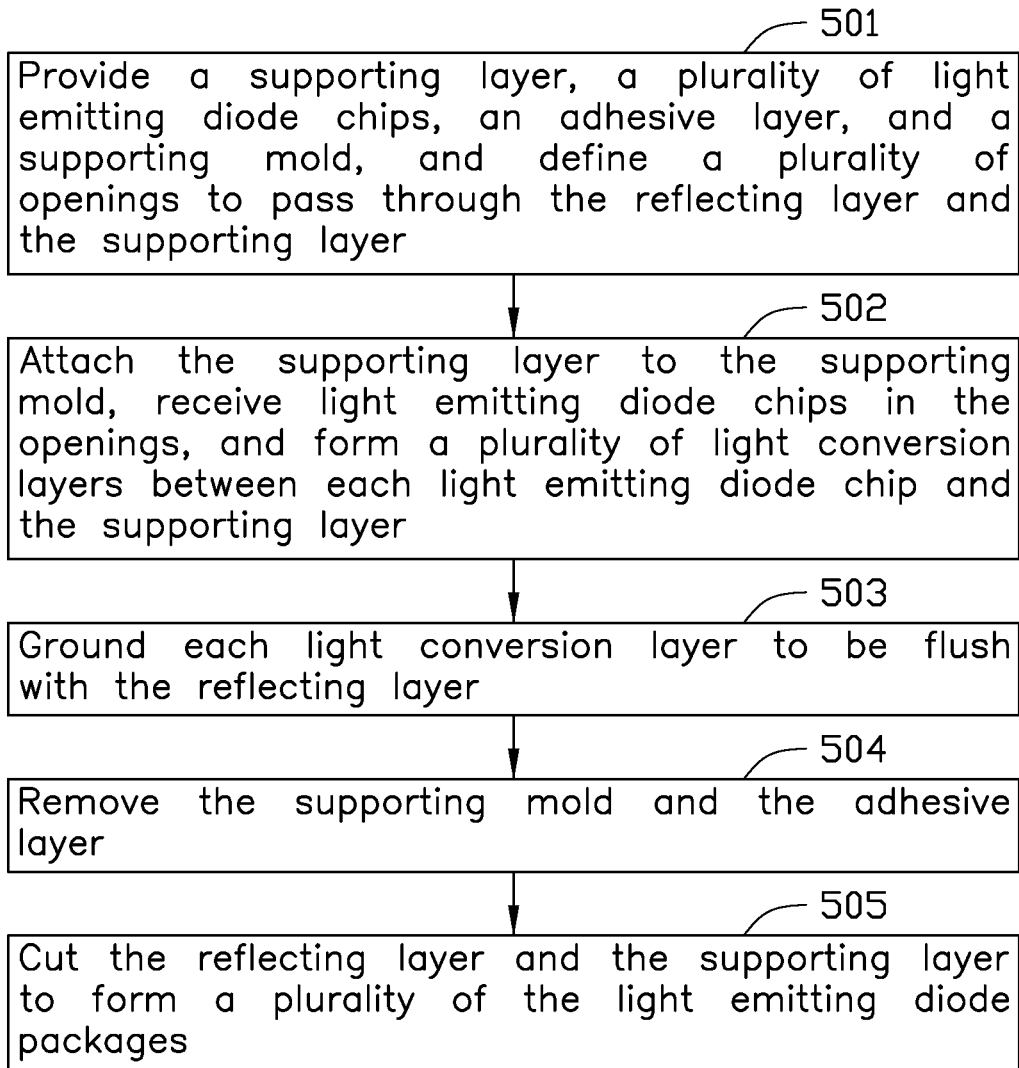 501
Provide a supporting layer, a plurality of light
emitting diode chips, an adhesive layer, and a
supporting mold, and define a plurality of
openings to pass through the reflecting layer and
the supporting layer
502
Attach the supporting layer to the supporting
mold, receive light emitting diode chips in the
openings, and form a plurality of light conversion
layers between each light emitting diode chip and
the supporting layer
503
Ground each light conversion layer to be flush
with the reflecting layer
504
Remove the supporting mold and the adhesive
layer
505
Cut the reflecting layer and the supporting layer
to form a plurality of the light emitting diode
packages